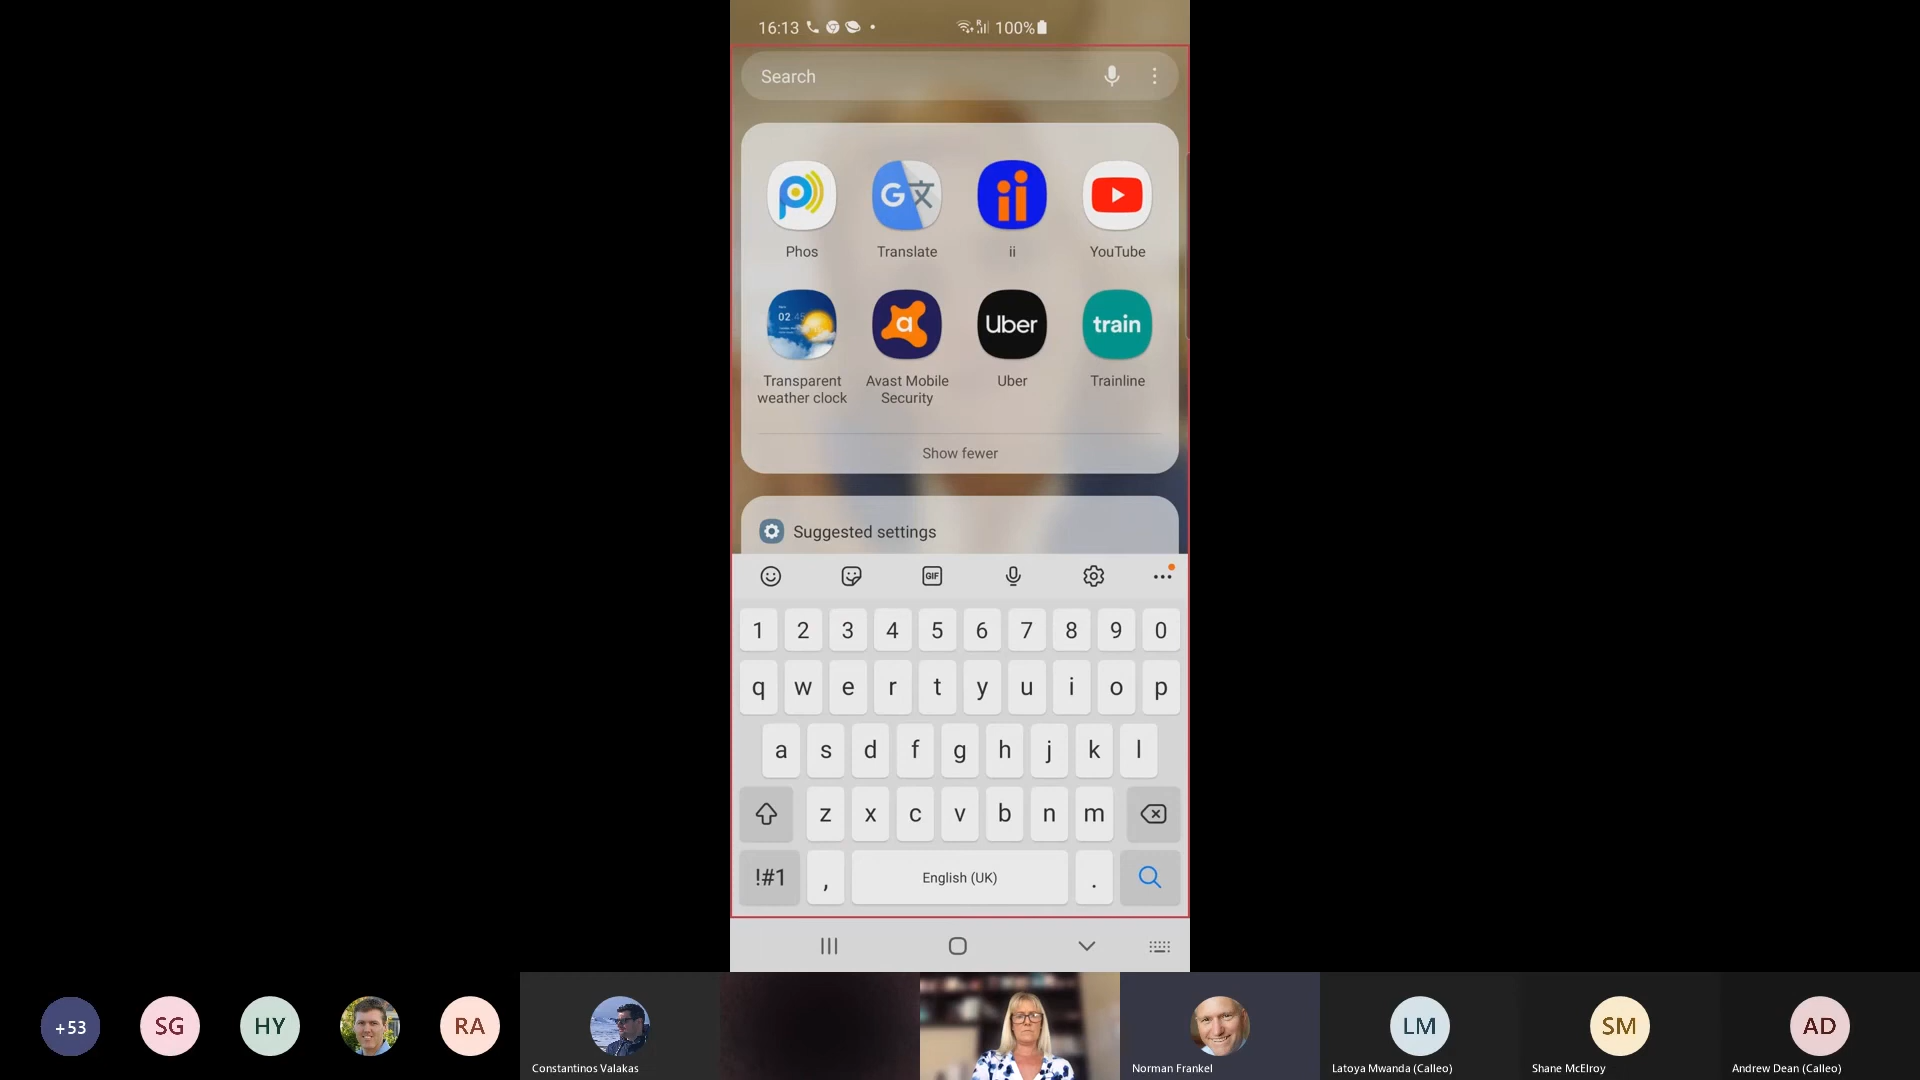 16:13
100%
Search
Phos
Translate
ii
YouTube
Uber
train
02
Transparent weather clock
Avast Mobile Security
Uber
Trainline
Show fewer
Suggested settings
GIF
1 2 3 4 5 6 7 8 9 0
q w e r t y u i o p
a s d f g h j k l
z x c v b n m
!#1 , English (UK) .
+53 SG HY RA LM SM AD
Constantinos Valakas
Norman Frankel
Latoya Mwanda (Calleo)
Shane McElroy
Andrew Dean (Calleo)